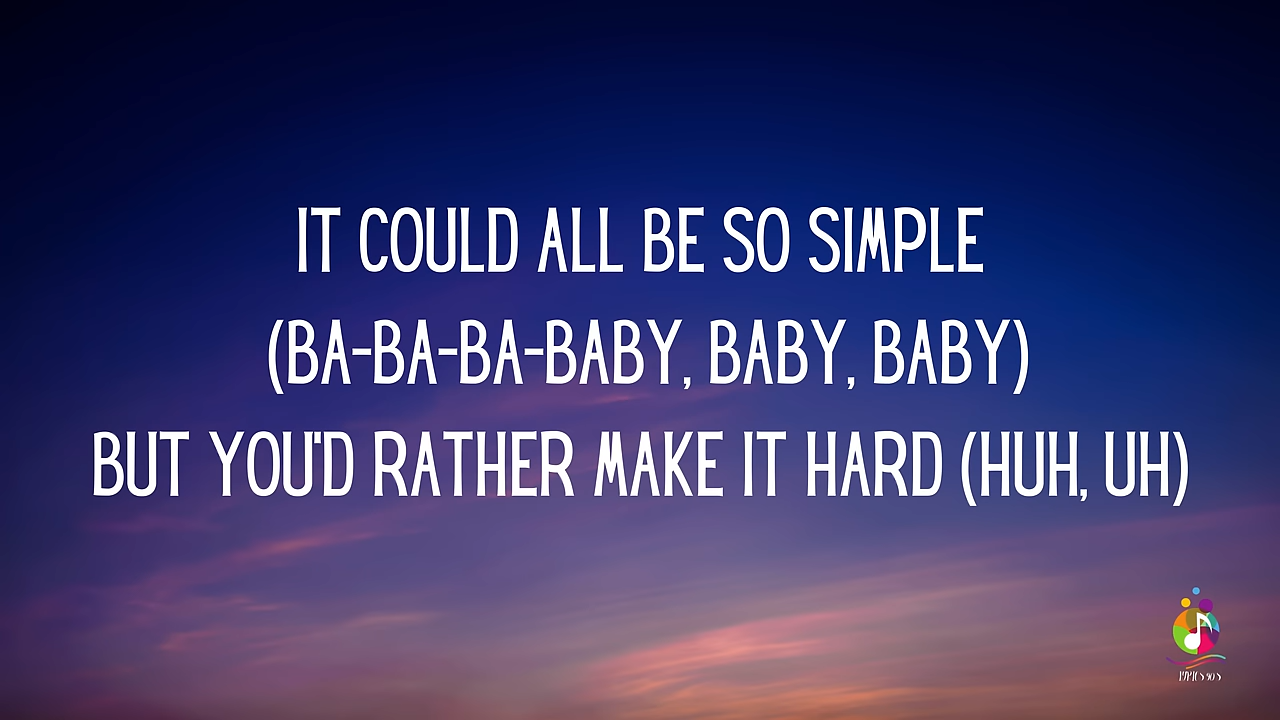 IT COULD ALL BE SO SIMPLE
(BA-BA-BA-BABY, BABY, BABY)
BUT YOU'D RATHER MAKE IT HARD (HUH, UH)